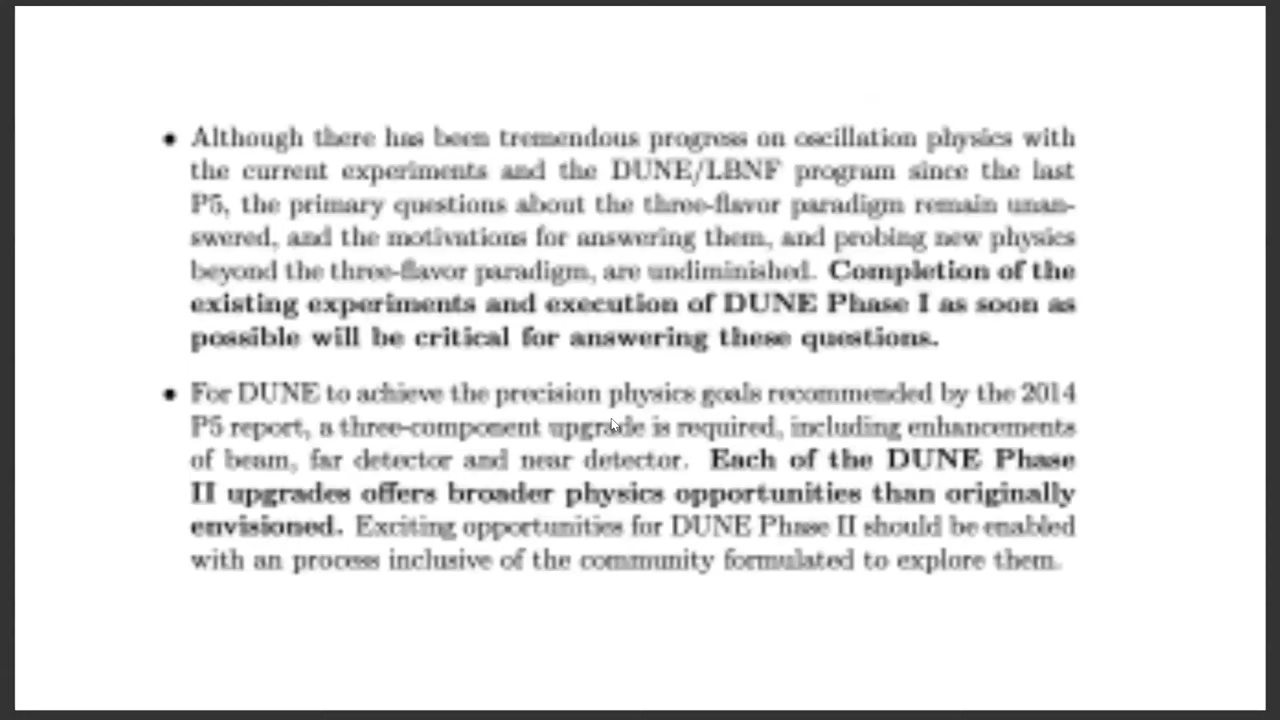 • Although there has been tremendous progress on oscillation physics with
the current experiments and the DUNE/LBNF program since the last
P5, the primary questions about the three-flavor paradigm remain unan-
swered, and the motivations for answering them, and probing new physics
beyond the three-flavor paradigm, are undiminished. Completion of the
existing experiments and execution of DUNE Phase I as soon as
possible will be critical for answering these questions.
• For DUNE to achieve the precision physics goals recommended by the 2014
P5 report, a three-component upgrade is required, including enhancements
of beam, far detector and near detector. Each of the DUNE Phase
II upgrades offers broader physics opportunities than originally
envisioned. Exciting opportunities for DUNE Phase II should be enabled
with an process inclusive of the community formulated to explore them.